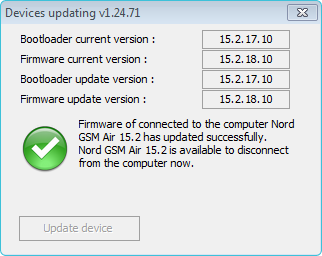 Devices updating v1.24.71
Bootloader current version : 15.2.17.10
Firmware current version : 15.2.18.10
Bootloader update version : 15.2.17.10
Firmware update version : 15.2.18.10
Firmware of connected to the computer Nord
GSM Air 15.2 has updated successfully.
Nord GSM Air 15.2 is available to disconnect
from the computer now.
Update device